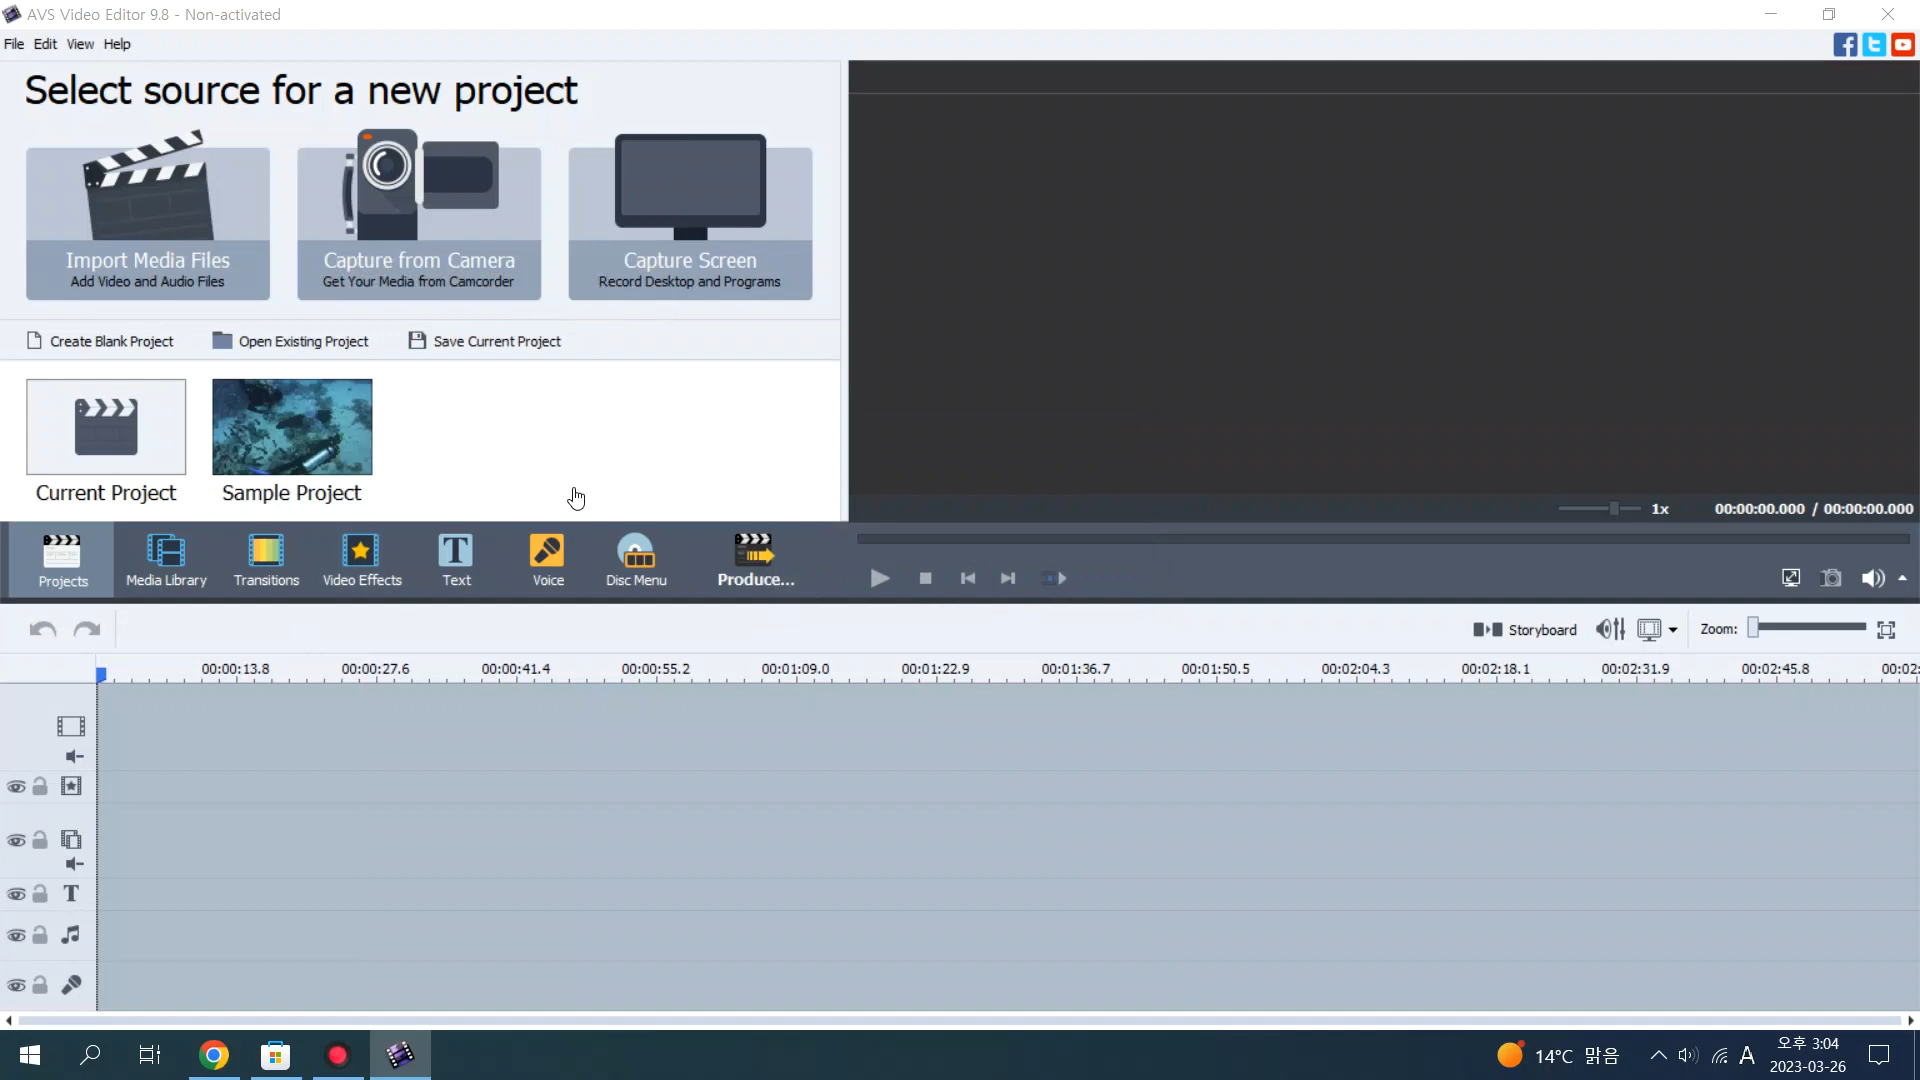 AVS Video Editor 9.8 - Non-activated
File Edit View Help
Select source for a new project
Import Media Files
Add Video and Audio Files
Capture from Camera
Get Your Media from Camcorder
Capture Screen
Record Desktop and Programs
Create Blank Project
Open Existing Project
Save Current Project
Current Project
Sample Project
1x
00:00:00.000 / 00:00:00.000
Projects
Media Library
Transitions
Video Effects
Text
Voice
Disc Menu
Produce...
Storyboard
Zoom:
00:00:13.8 00:00:27.6 00:00:41.4 00:00:55.2 00:01:09.0 00:01:22.9 00:01:36.7 00:01:50.5 00:02:04.3 00:02:18.1 00:02:31.9 00:02:45.8 00:02:
14°C 맑음
A
오후 3:04
2023-03-26